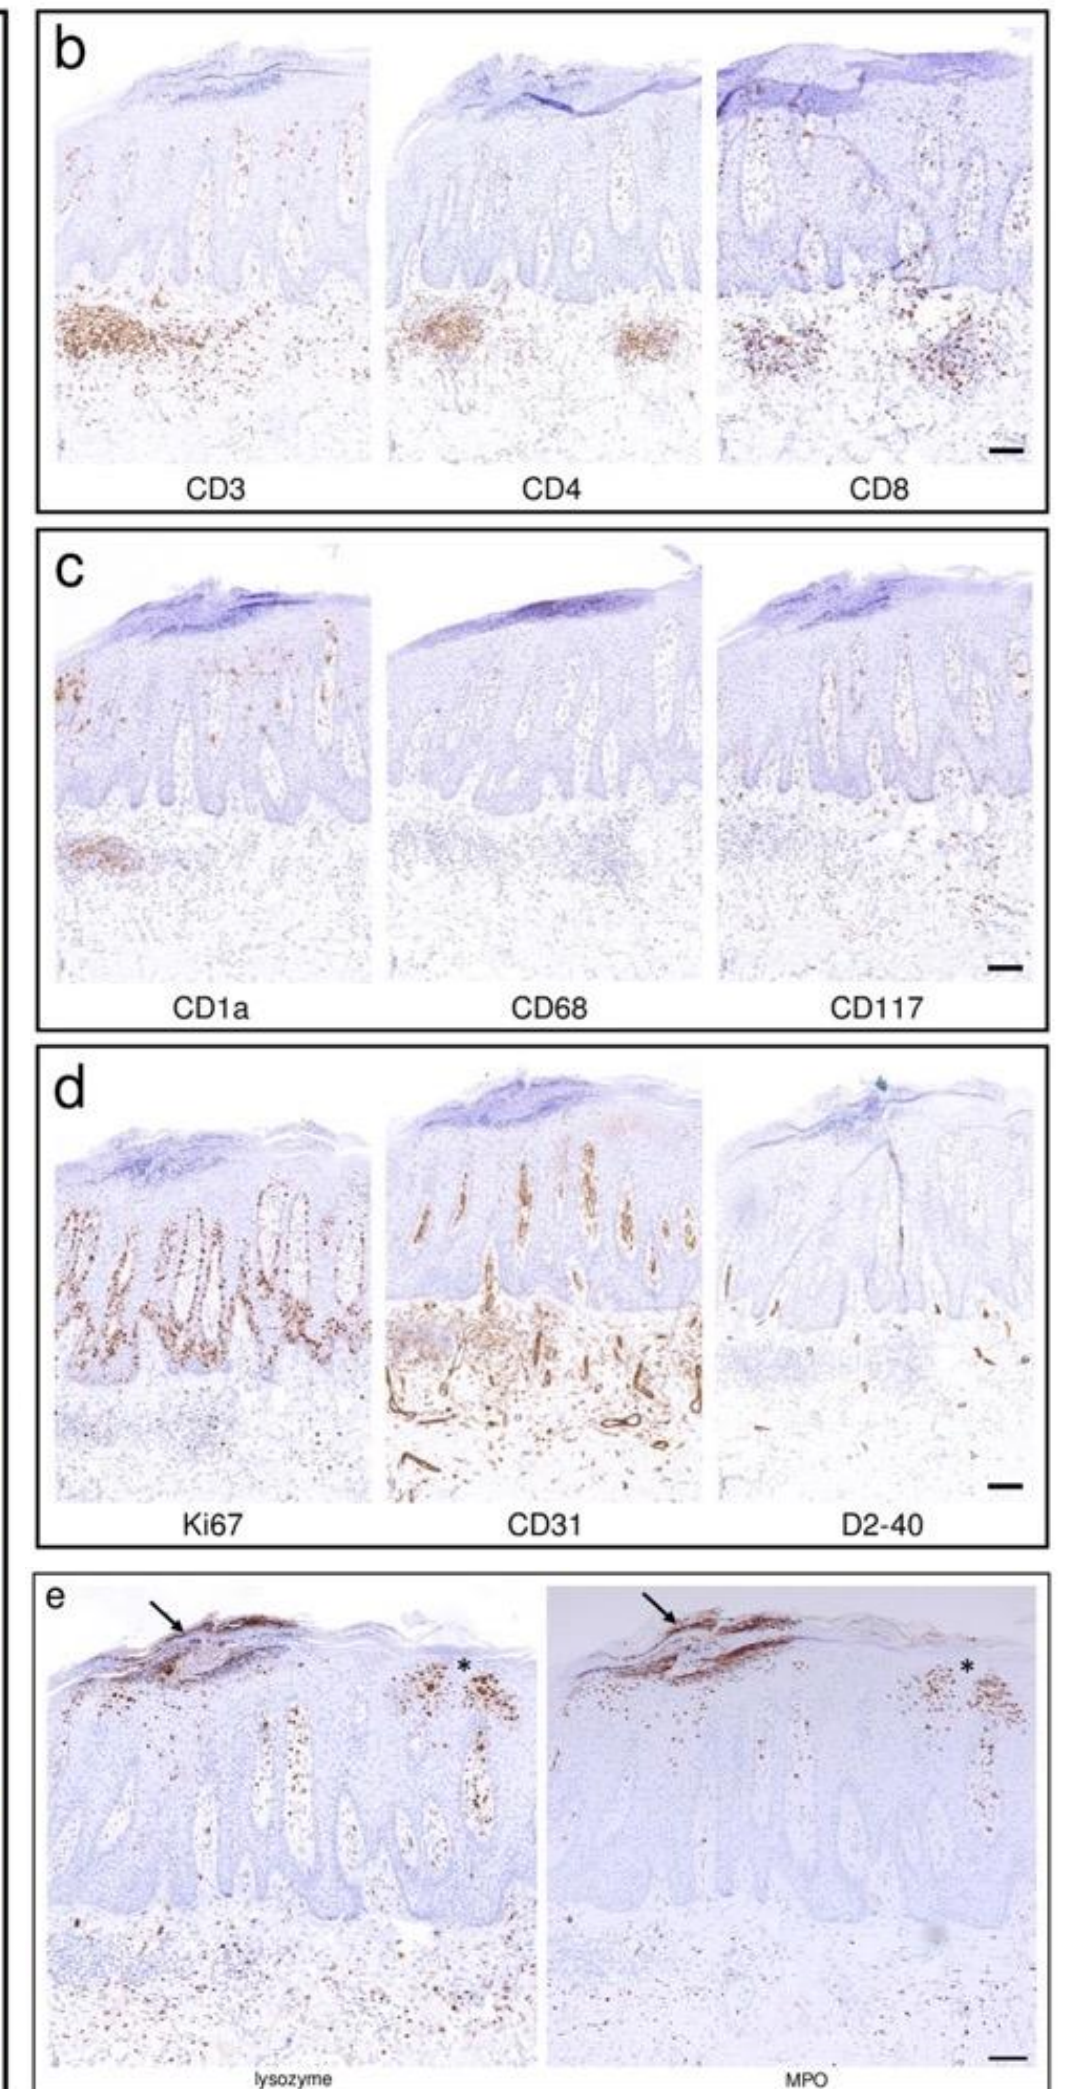 b
CD3 CD4 CD8
c
CD1a CD68 CD117
d
Ki67 CD31 D2-40
e
* *
lysozyme MPO